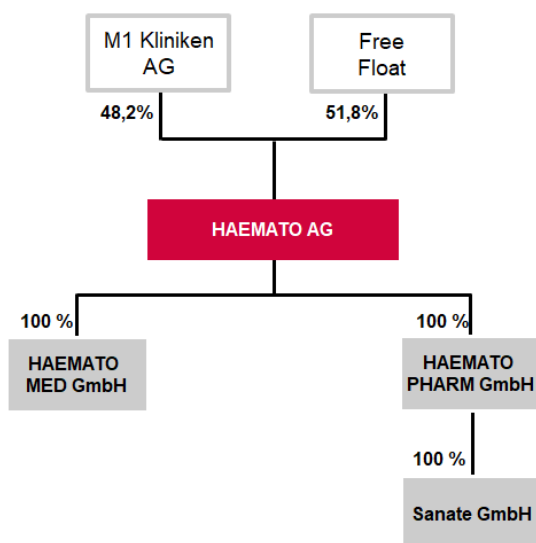 M1 Kliniken
AG
Free
Float
48,2%
51,8%
HAEMATO AG
100 %
100 %
HAEMATO
MED GmbH
HAEMATO
PHARM GmbH
100 %
Sanate GmbH